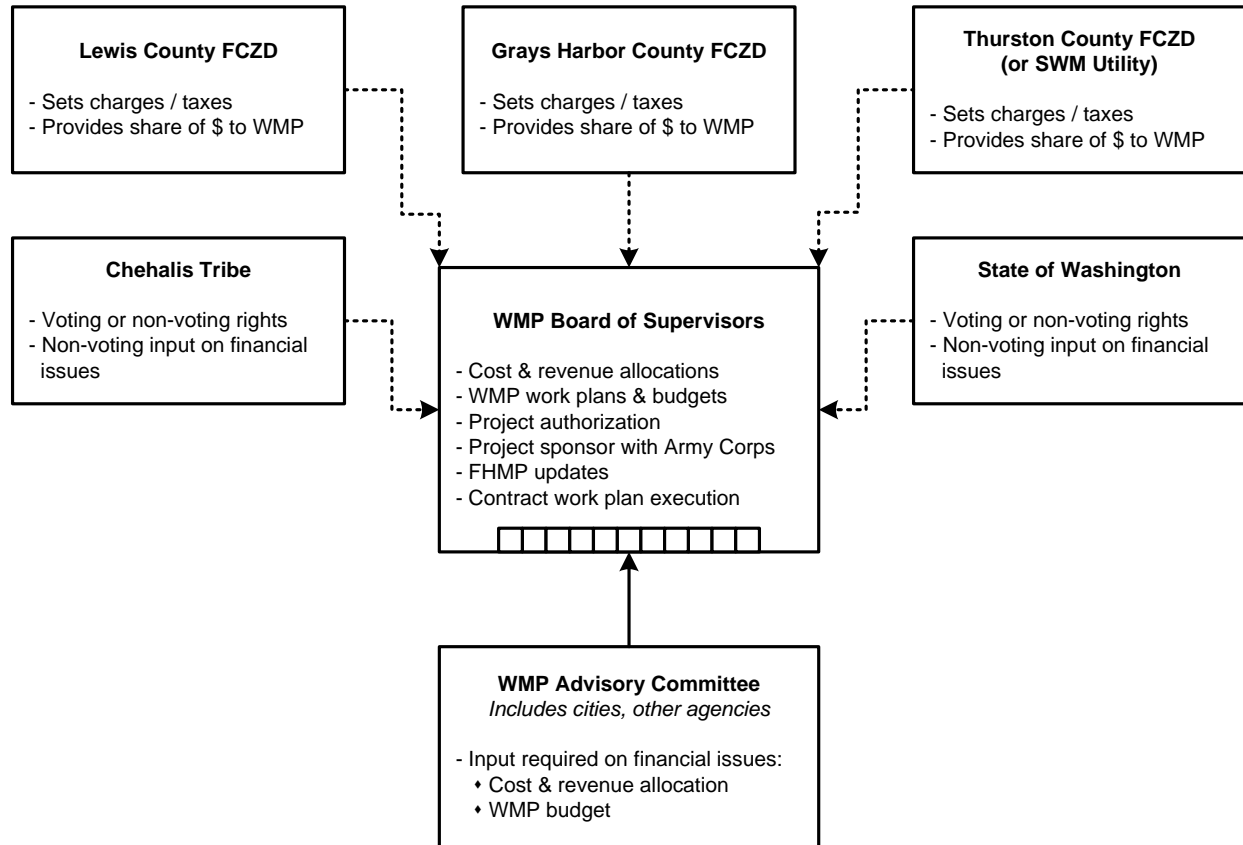 Lewis County FCZD
- Sets charges / taxes
- Provides share of $ to WMP
Grays Harbor County FCZD
- Sets charges / taxes
- Provides share of $ to WMP
Thurston County FCZD
(or SWM Utility)
- Sets charges / taxes
- Provides share of $ to WMP
Chehalis Tribe
- Voting or non-voting rights
- Non-voting input on financial
issues
WMP Board of Supervisors
- Cost & revenue allocations
- WMP work plans & budgets
- Project authorization
- Project sponsor with Army Corps
- FHMP updates
- Contract work plan execution
State of Washington
- Voting or non-voting rights
- Non-voting input on financial
issues
WMP Advisory Committee
Includes cities, other agencies
- Input required on financial issues:
♦ Cost & revenue allocation
♦ WMP budget